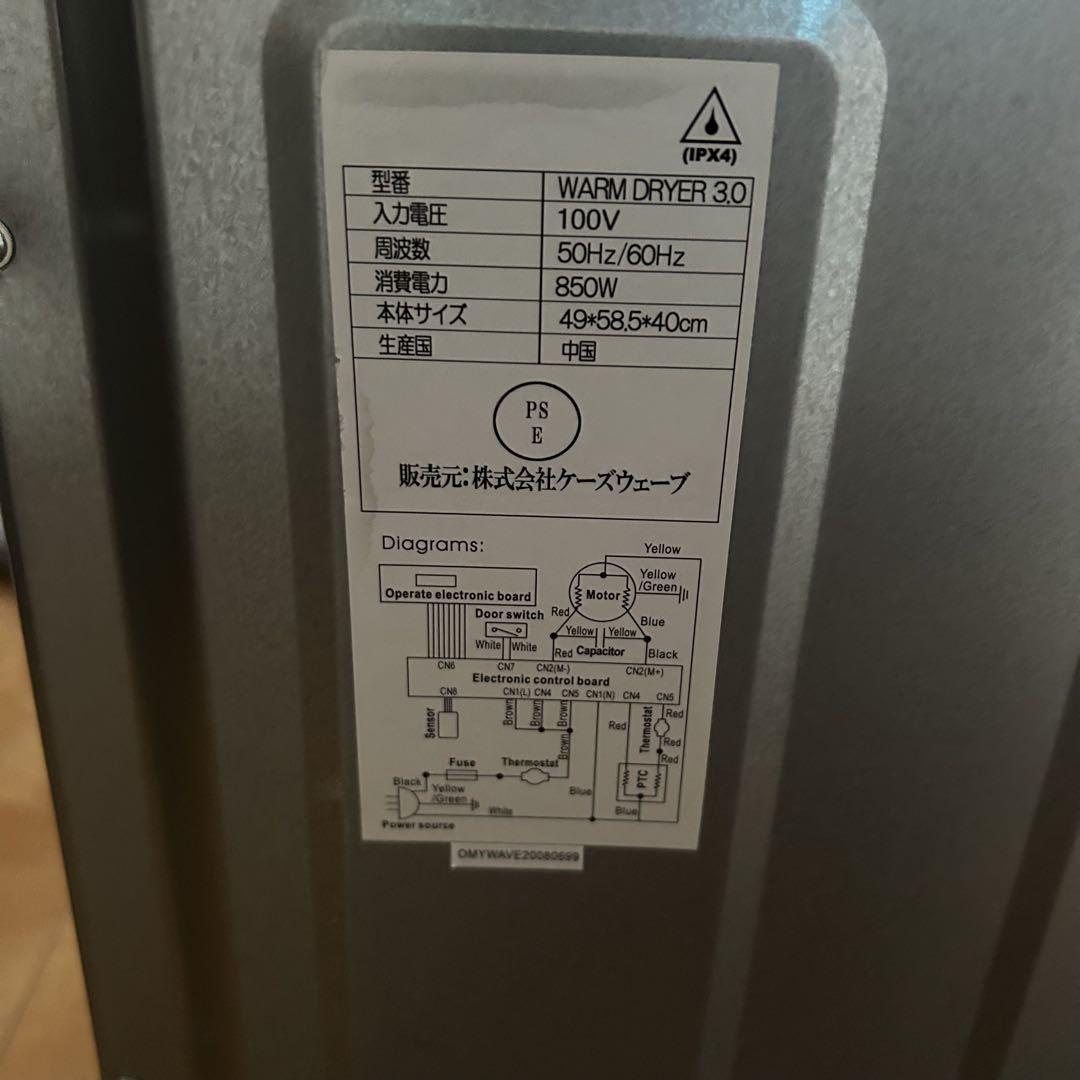 (IPX4)
型番 WARM DRYER 3.0
入力電圧 100V
周波数 50Hz/60Hz
消費電力 850W
本体サイズ 49*58.5*40cm
生産国 中国
PS
E
販売元:株式会社ケーズウェーブ
Diagrams:
Yellow
Operate electronic board
Motor
Yellow
/Green
Door switch
Red
Blue
White White
Yellow Yellow
Red Capacitor Black
CN6 CN7 CN2(M-) CN2(M+)
Electronic control board
CN8 CN1(L) CN4 CN5 CN1(N) CN4 CN5
Sensor
Brown Brown Brown
Brown
Red
Thermostat
Red
Red
Red
Fuse Thermostat
PTC
Black
Yellow
/Green
Blue
White
Blue
Power source
OMYWAVE20080699